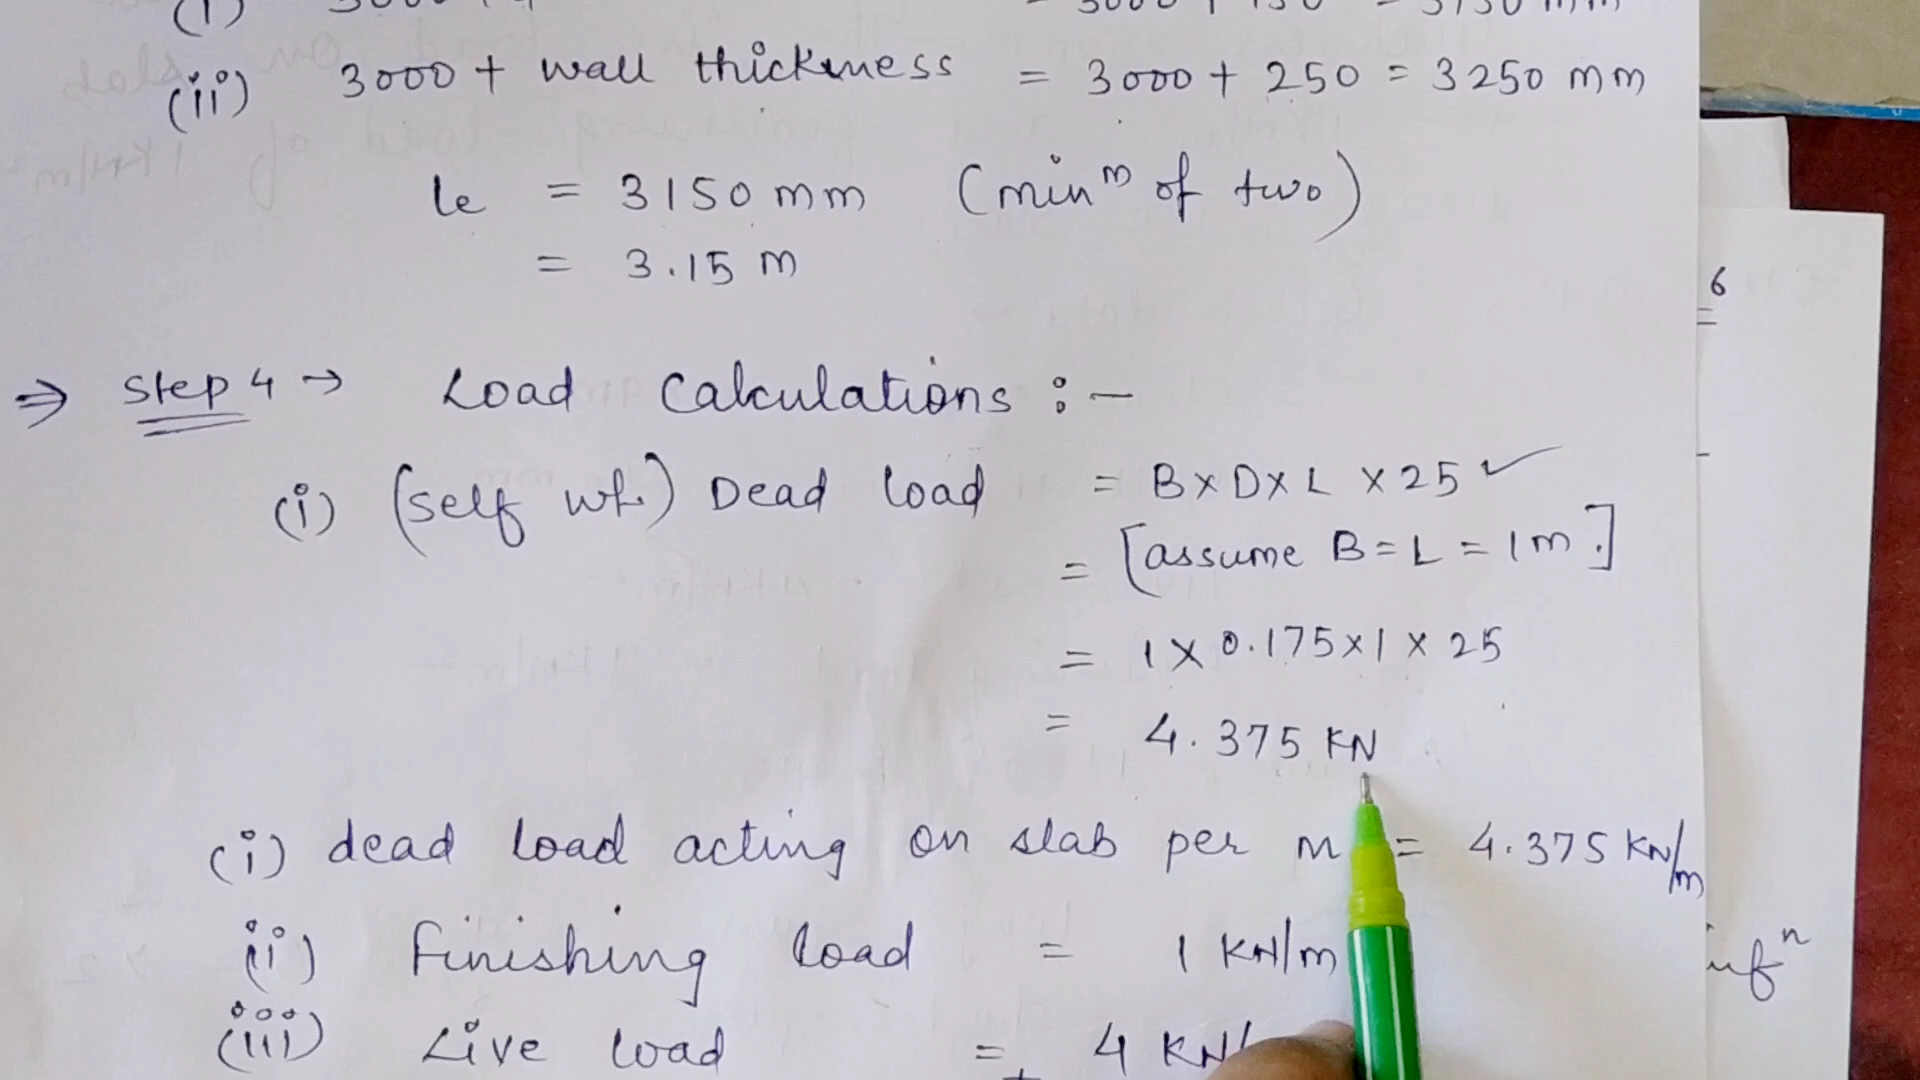 (ii) 3000 + wall thickness = 3000 + 250 = 3250 mm
le = 3150 mm (min^m of two)
= 3.15 m
⇒ Step 4 → Load Calculations :-
(i) (self wt.) Dead load = B×D×L × 25 ✓
= [assume B=L=1m.]
= 1 × 0.175 × 1 × 25
= 4.375 KN
(i) dead load acting on slab per m = 4.375 KN/m
(ii) Finishing load = 1 KN/m
(iii) Live load = 4 KN/
6